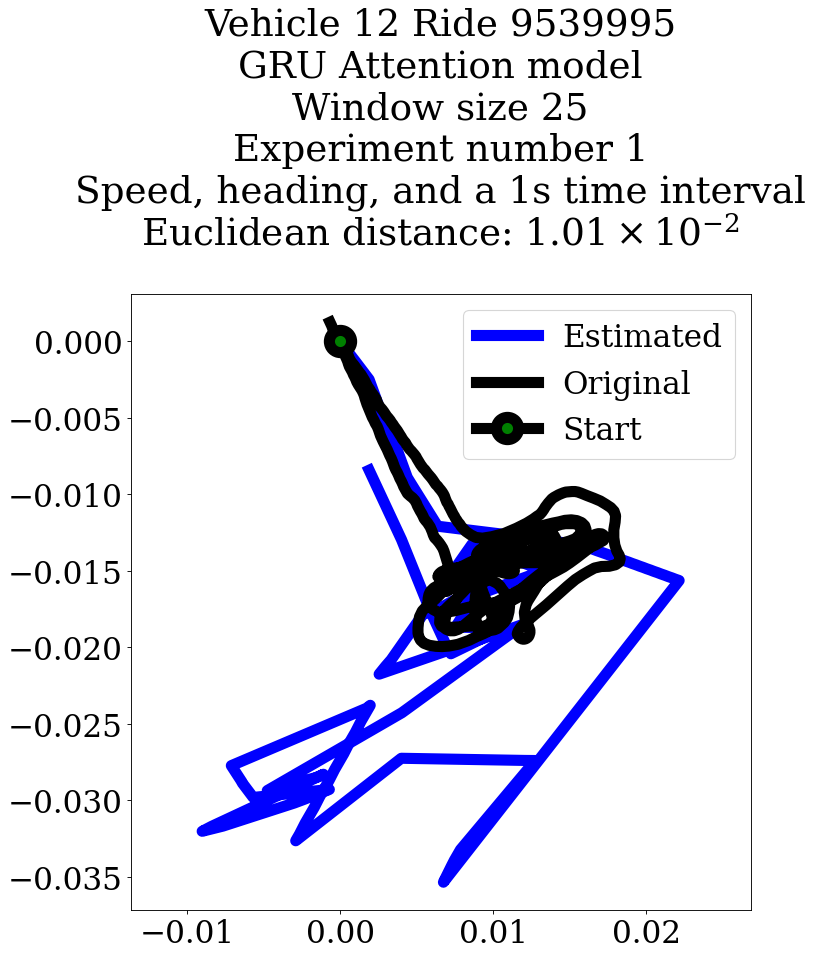 Vehicle 12 Ride 9539995
GRU Attention model
Window size 25
Experiment number 1
Speed, heading, and a 1s time interval
Euclidean distance: 1.01 × 10⁻²
Estimated
Original
Start
0.000
−0.005
−0.010
−0.015
−0.020
−0.025
−0.030
−0.035
−0.01 0.00 0.01 0.02